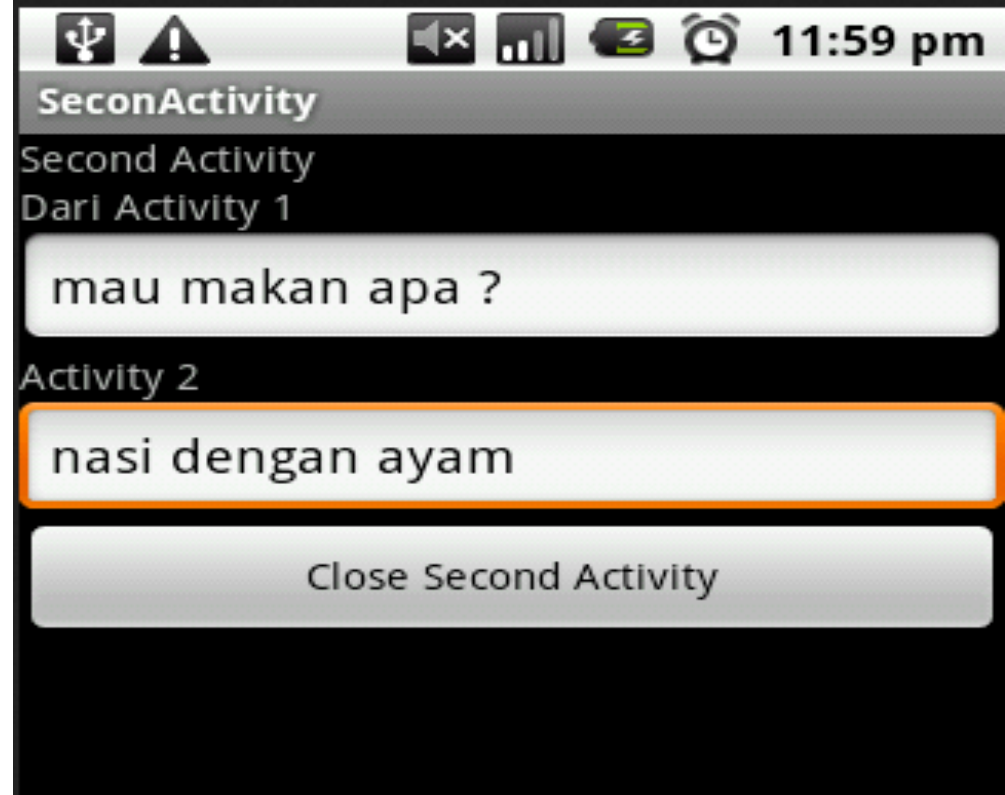 11:59 pm
SeconActivity
Second Activity
Dari Activity 1
mau makan apa ?
Activity 2
nasi dengan ayam
Close Second Activity